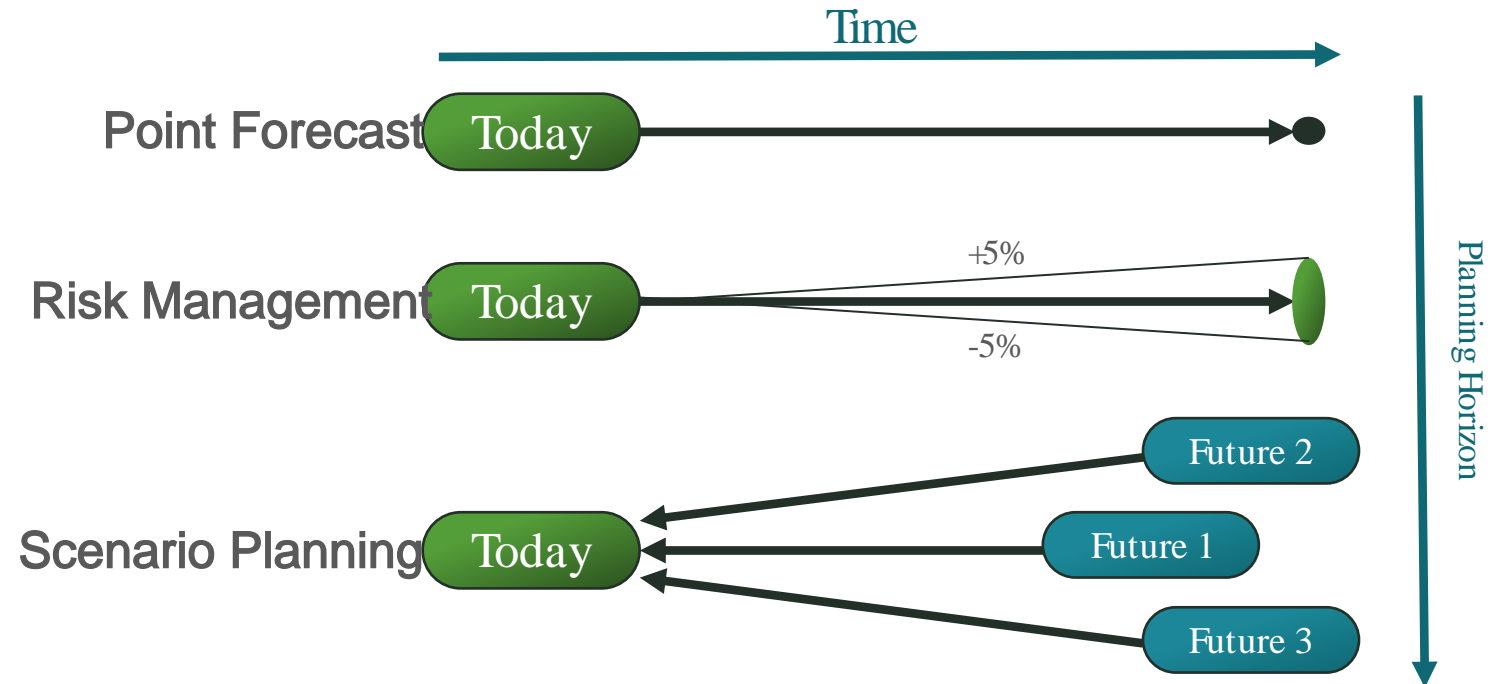 Time
Point Forecast
Today
Risk Management
Today
+5%
-5%
Planning Horizon
Scenario Planning
Today
Future 2
Future 1
Future 3